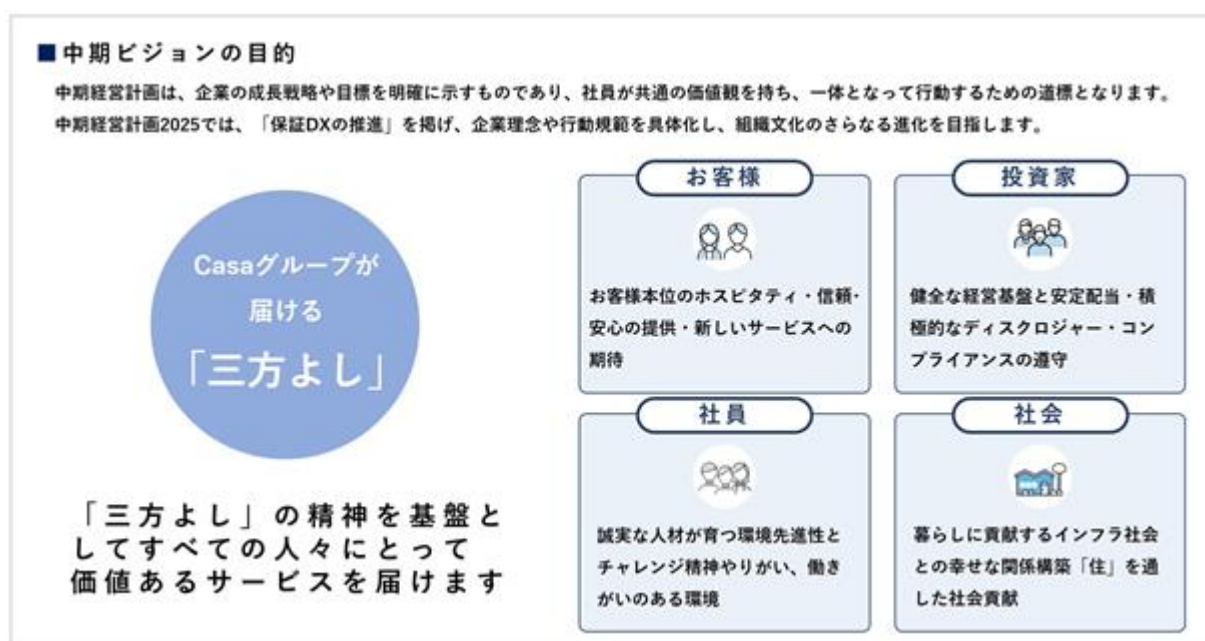 ■中期ビジョンの目的
中期経営計画は、企業の成長戦略や目標を明確に示すものであり、社員が共通の価値観を持ち、一体となって行動するための道標となります。
中期経営計画2025では、「保証DXの推進」を掲げ、企業理念や行動規範を具体化し、組織文化のさらなる進化を目指します。
Casaグループが
届ける
「三方よし」
「三方よし」の精神を基盤と
してすべての人々にとって
価値あるサービスを届けます
お客様
お客様本位のホスピタティ・信頼・
安心の提供・新しいサービスへの
期待
投資家
健全な経営基盤と安定配当・積
極的なディスクロジャー・コン
プライアンスの遵守
社員
誠実な人材が育つ環境先進性と
チャレンジ精神やりがい、働き
がいのある環境
社会
暮らしに貢献するインフラ社会
との幸せな関係構築「住」を通
した社会貢献